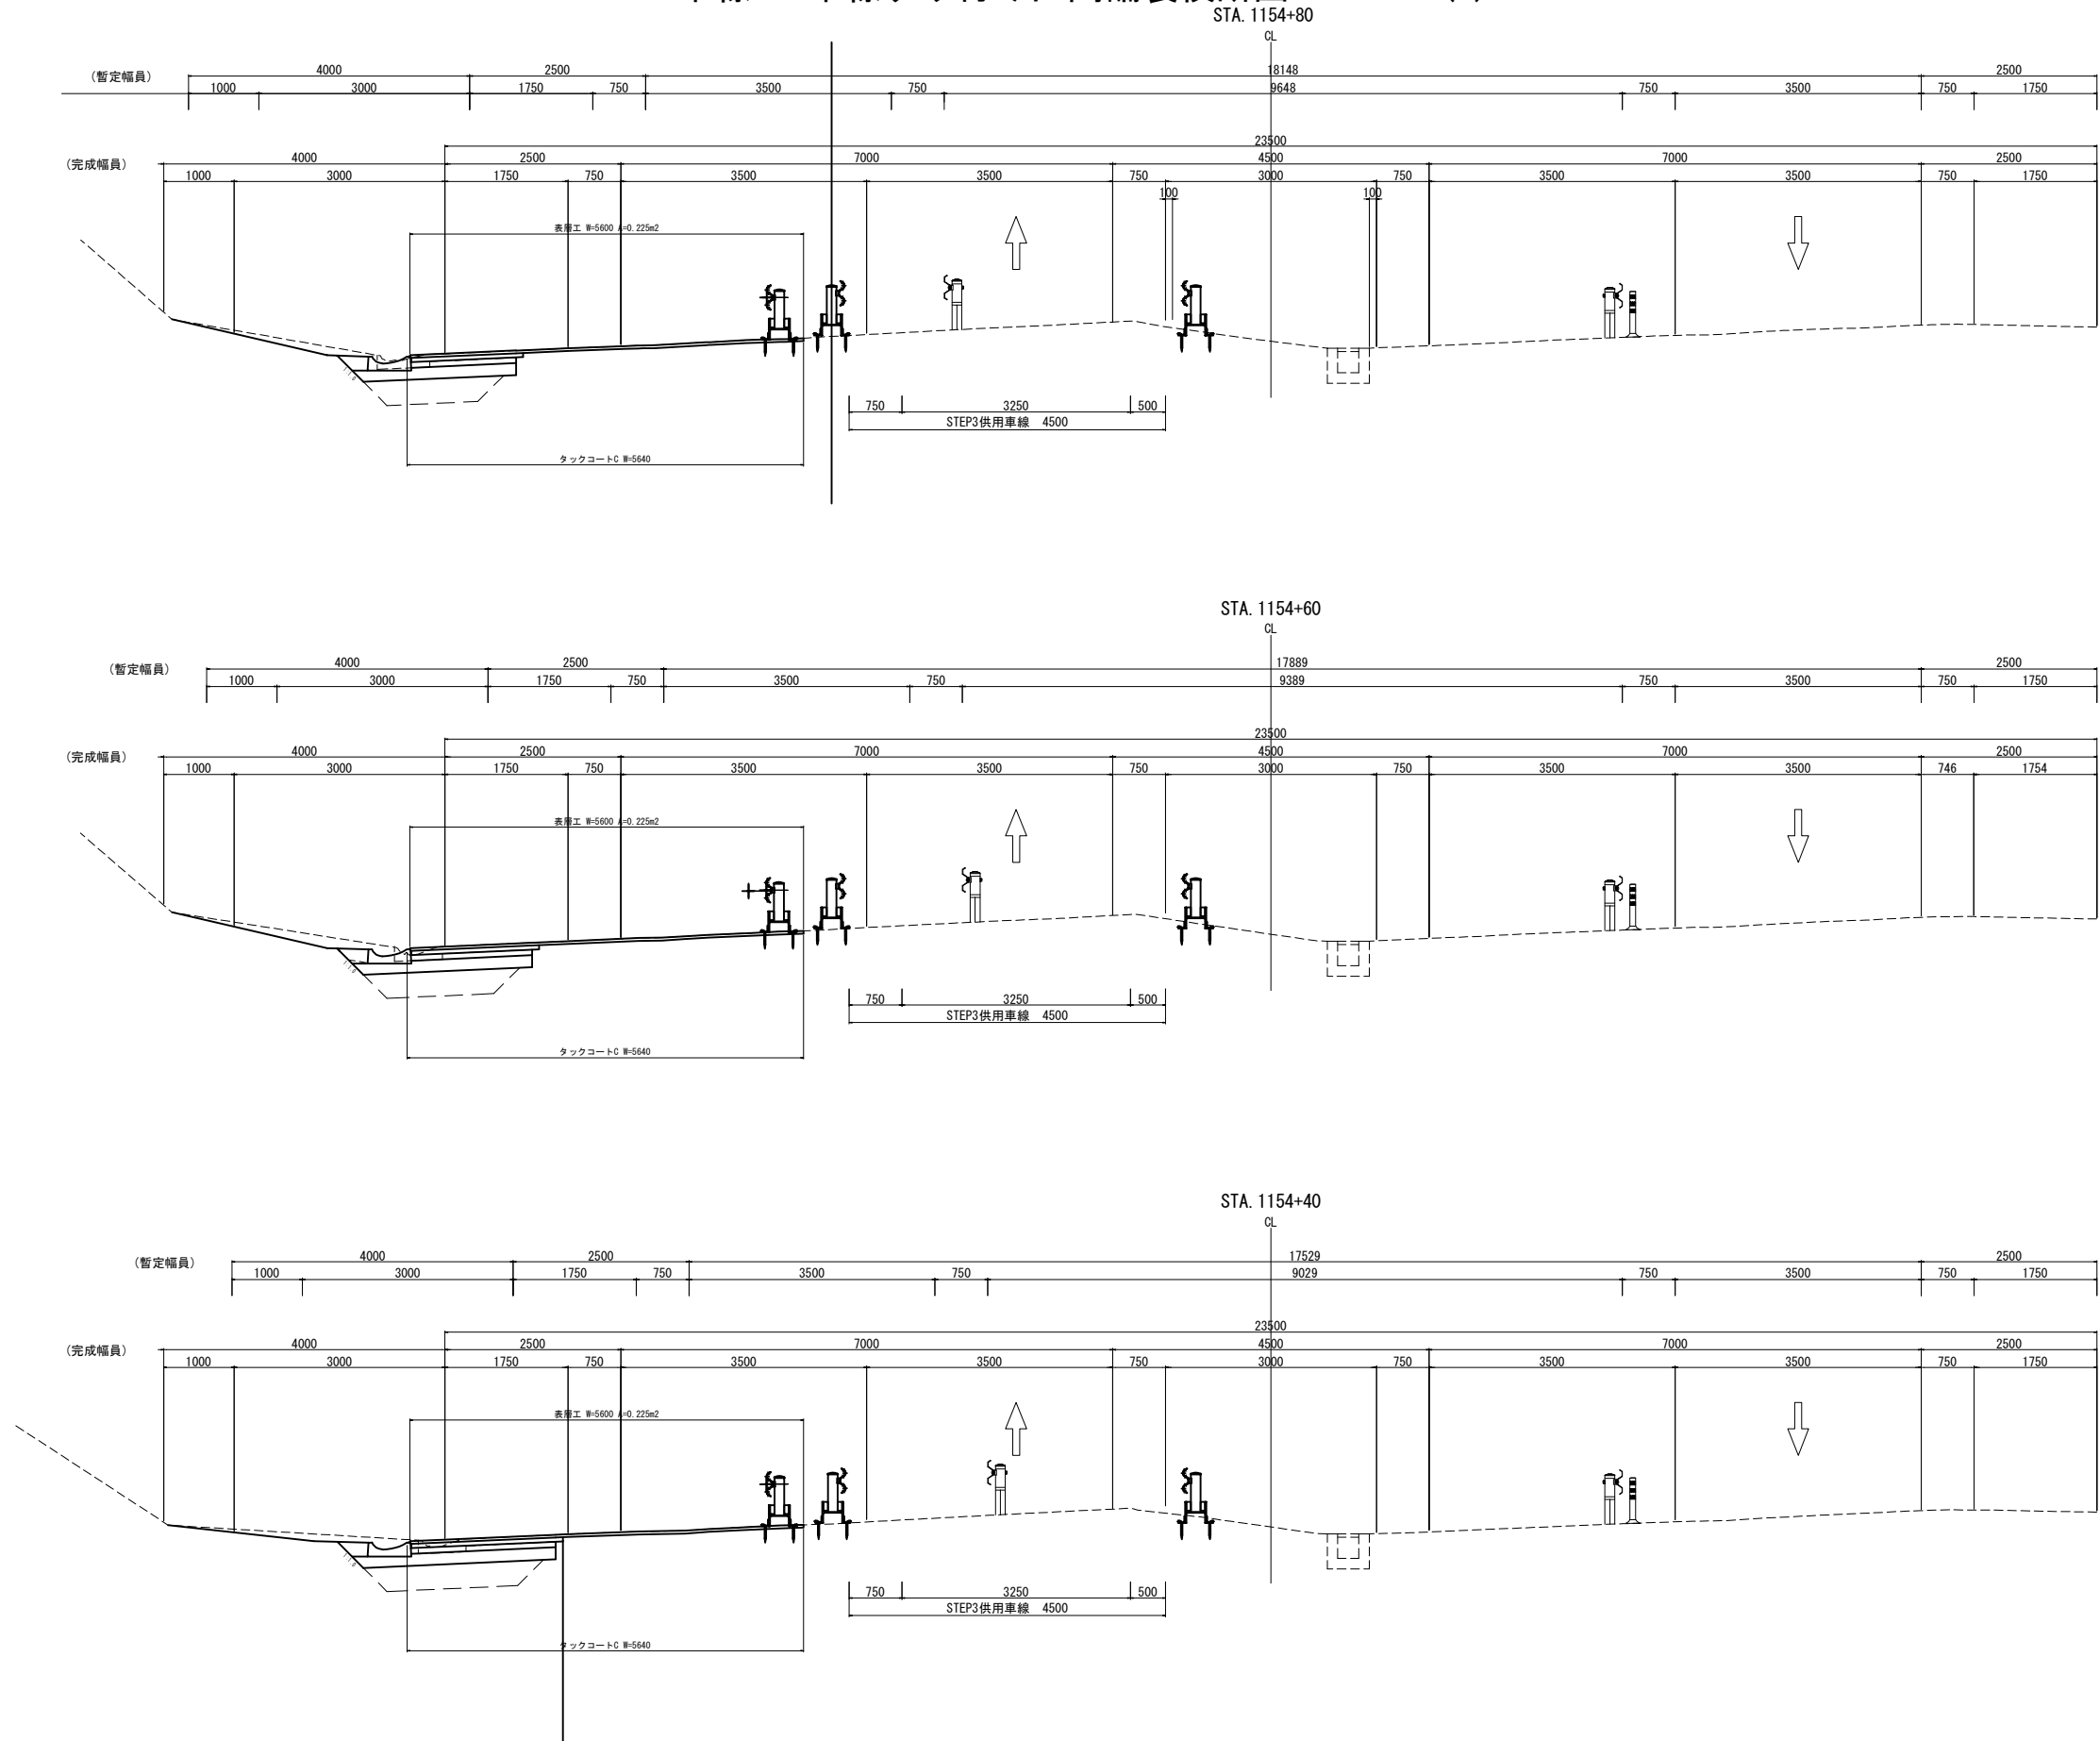 STA. 1154+80
CL
(暫定幅員) 4000 2500 18148 2500
1000 3000 1750 750 3500 750 9648 750 3500 750 1750
23500
(完成幅員) 4000 2500 7000 4500 7000 2500
1000 3000 1750 750 3500 3500 750 3000 750 3500 3500 750 1750
100 100
表層工 W=5600 A=0.225m2
1:1.0
750 3250 500
STEP3供用車線 4500
タックコートC W=5640
STA. 1154+60
CL
(暫定幅員) 4000 2500 17889 2500
1000 3000 1750 750 3500 750 9389 750 3500 750 1750
23500
(完成幅員) 4000 2500 7000 4500 7000 2500
1000 3000 1750 750 3500 3500 750 3000 750 3500 3500 746 1754
表層工 W=5600 A=0.225m2
1:1.0
750 3250 500
STEP3供用車線 4500
タックコートC W=5640
STA. 1154+40
CL
(暫定幅員) 4000 2500 17529 2500
1000 3000 1750 750 3500 750 9029 750 3500 750 1750
23500
(完成幅員) 4000 2500 7000 4500 7000 2500
1000 3000 1750 750 3500 3500 750 3000 750 3500 3500 750 1750
表層工 W=5600 A=0.225m2
1:1.0
750 3250 500
STEP3供用車線 4500
タックコートC W=5640